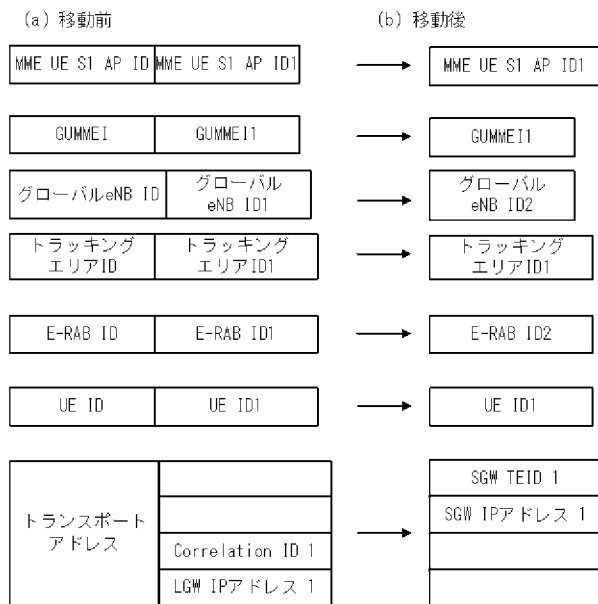 (a) 移動前
(b) 移動後
MME UE S1 AP ID
MME UE S1 AP ID1
MME UE S1 AP ID1
GUMMEI
GUMMEI1
GUMMEI1
グローバルeNB ID
グローバル
eNB ID1
グローバル
eNB ID2
トラッキング
エリアID
トラッキング
エリアID1
トラッキング
エリアID1
E-RAB ID
E-RAB ID1
E-RAB ID2
UE ID
UE ID1
UE ID1
トランスポート
アドレス
Correlation ID 1
LGW IPアドレス 1
SGW TEID 1
SGW IPアドレス 1